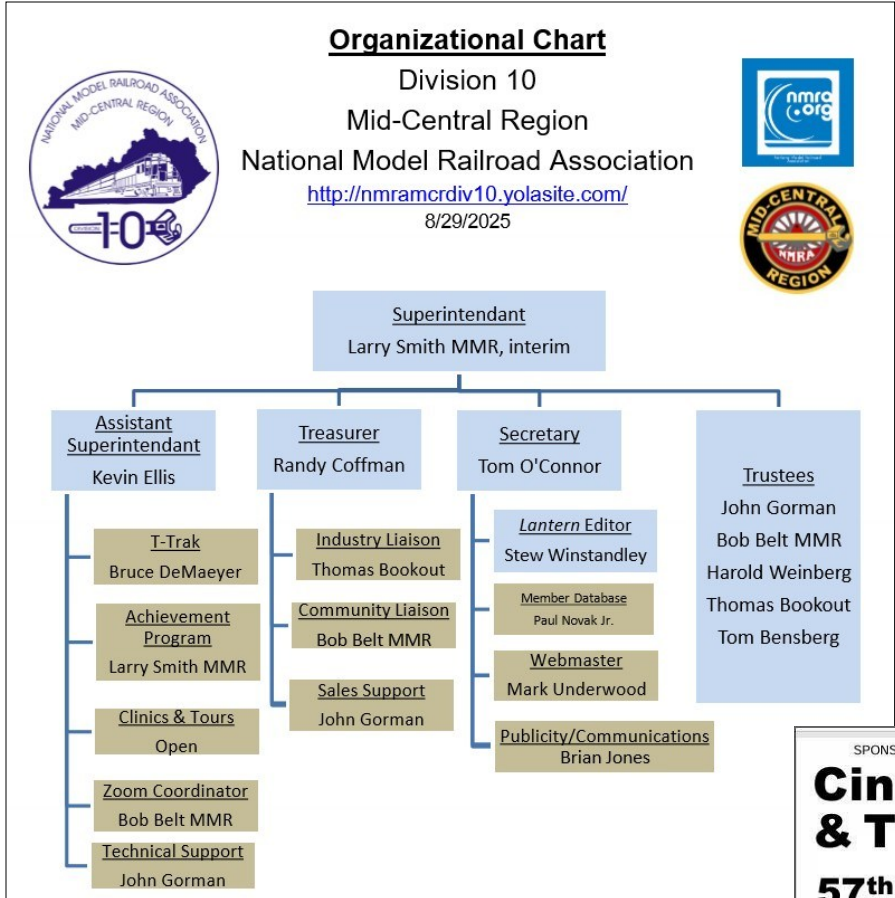 Organizational Chart
Division 10
Mid-Central Region
National Model Railroad Association
http://nmramcrdiv10.yolasite.com/
8/29/2025
NATIONAL MODEL RAILROAD ASSOCIATION
MID-CENTRAL REGION
DIVISION
10
nmra
.org
MID-CENTRAL
NMRA
REGION
Superintendant
Larry Smith MMR, interim
Assistant
Superintendant
Kevin Ellis
T-Trak
Bruce DeMaeyer
Achievement
Program
Larry Smith MMR
Clinics & Tours
Open
Zoom Coordinator
Bob Belt MMR
Technical Support
John Gorman
Treasurer
Randy Coffman
Industry Liaison
Thomas Bookout
Community Liaison
Bob Belt MMR
Sales Support
John Gorman
Secretary
Tom O'Connor
Lantern Editor
Stew Winstandley
Member Database
Paul Novak Jr.
Webmaster
Mark Underwood
Publicity/Communications
Brian Jones
Trustees
John Gorman
Bob Belt MMR
Harold Weinberg
Thomas Bookout
Tom Bensberg
SPONS
Cin
& T
57th